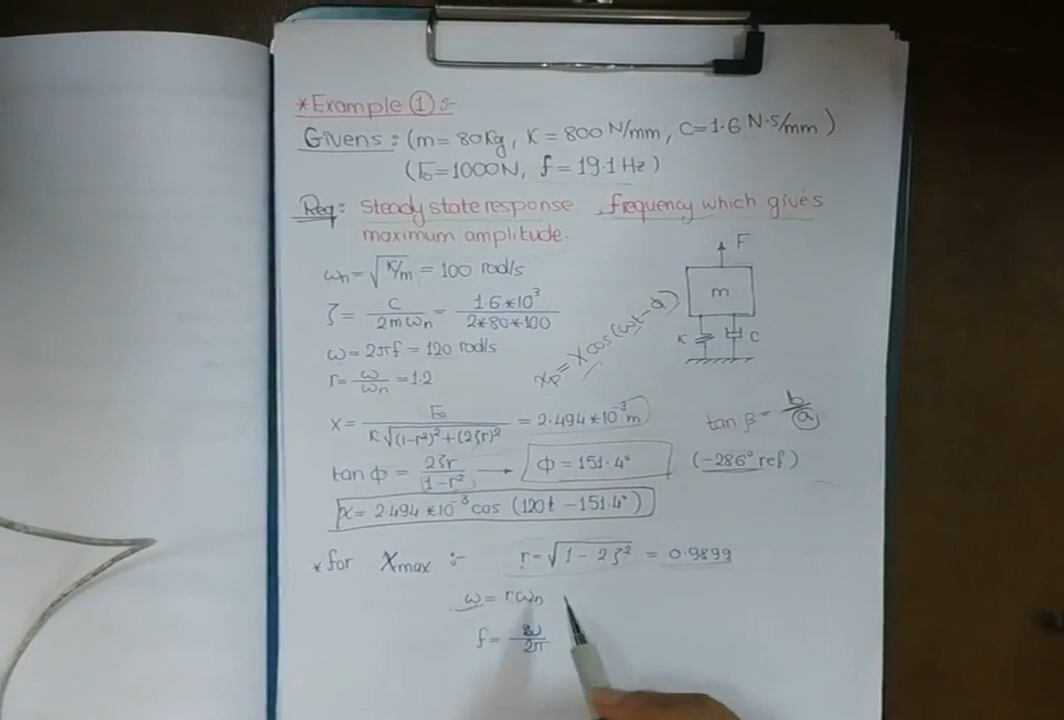 *Example ① :-
Givens : (m = 80 Kg, K = 800 N/mm, C = 1.6 N·s/mm)
(F₀ = 1000 N, f = 19.1 Hz)
Req: Steady state response, frequency which gives
maximum amplitude.
F
m
K
C
ωn = √K/m = 100 rad/s
ζ = C/2mωn = 1.6*10³/2*80*100
ω = 2πf = 120 rad/s
r = ω/ωn = 1.2
xp = X cos(ωt - φ)
X = F₀/K√(1-r²)²+(2ζr)² = 2.494*10⁻³ m
tan β = b/a
tan ϕ = 2ζr/1-r² → ϕ = 151.4° (-286° ref)
x = 2.494*10⁻³ cos (120t - 151.4°)
* for Xmax :- r = √1 - 2ζ² = 0.9899
ω = rωn
f = ω/2π